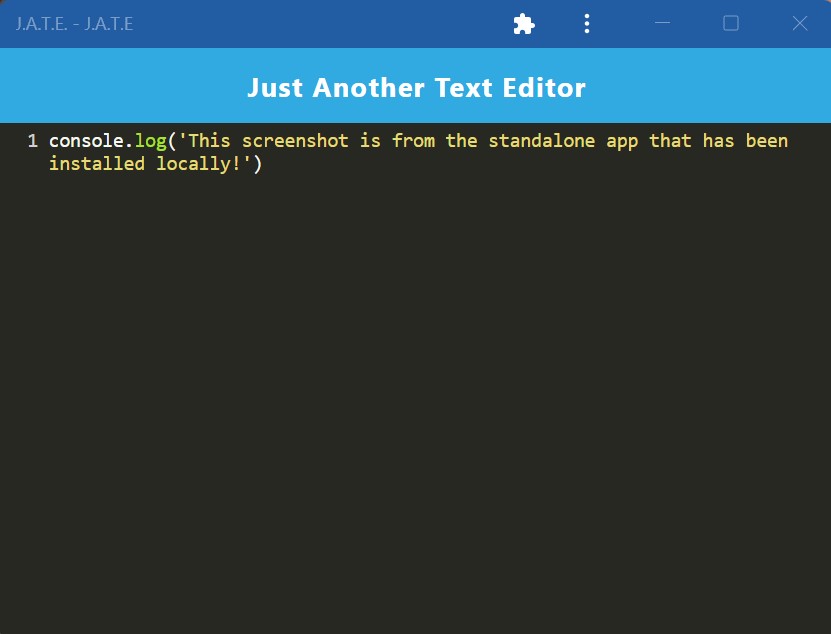 J.A.T.E. - J.A.T.E
Just Another Text Editor
1 console.log('This screenshot is from the standalone app that has been
installed locally!')